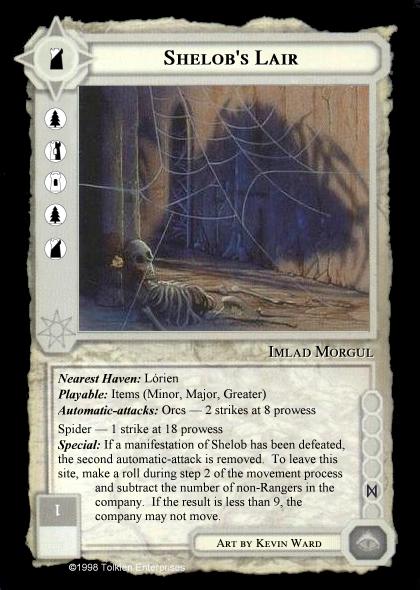 Shelob's Lair
Imlad Morgul
Nearest Haven: Lórien
Playable: Items (Minor, Major, Greater)
Automatic-attacks: Orcs — 2 strikes at 8 prowess
Spider — 1 strike at 18 prowess
Special: If a manifestation of Shelob has been defeated,
the second automatic-attack is removed. To leave this
site, make a roll during step 2 of the movement process
and subtract the number of non-Rangers in the
company. If the result is less than 9, the
company may not move.
1
Art by Kevin Ward
©1998 Tolkien Enterprises